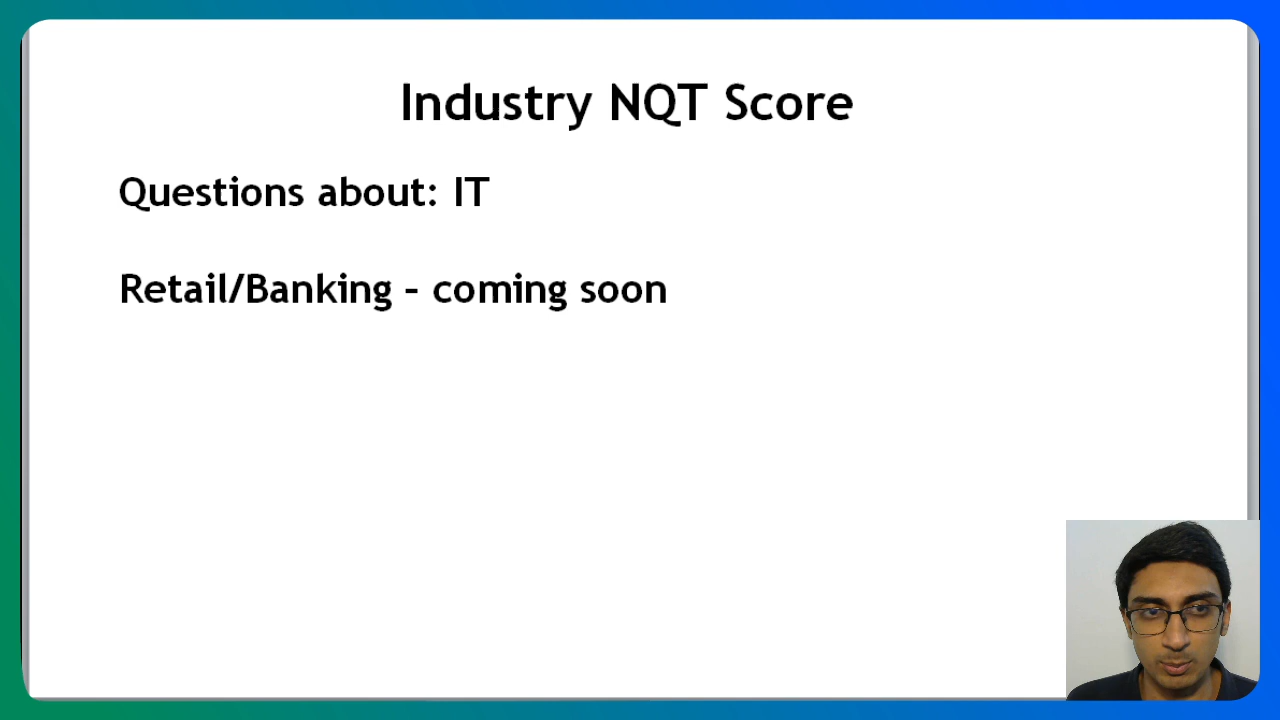 Industry NQT Score
Questions about: IT
Retail/Banking - coming soon